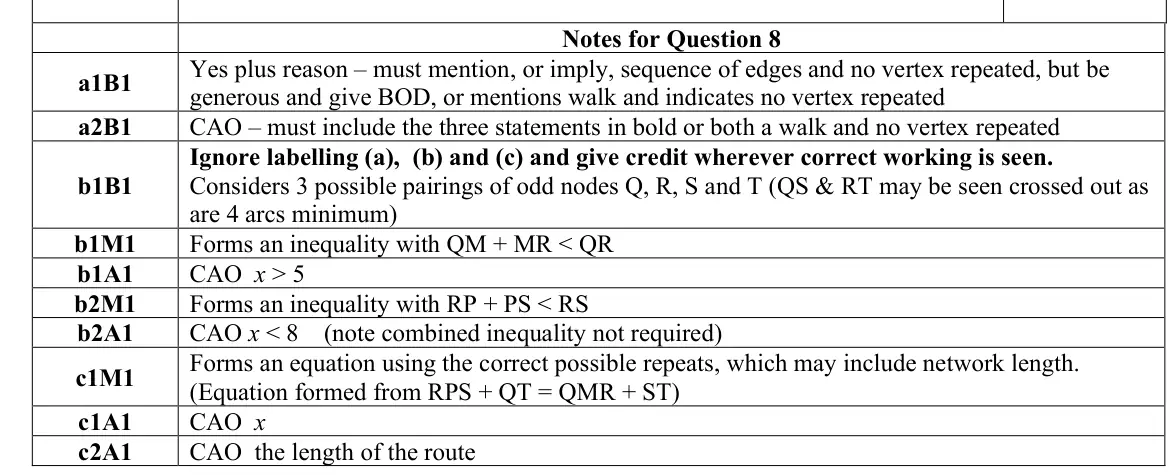 Notes for Question 8
a1B1 Yes plus reason – must mention, or imply, sequence of edges and no vertex repeated, but be
generous and give BOD, or mentions walk and indicates no vertex repeated
a2B1 CAO – must include the three statements in bold or both a walk and no vertex repeated
Ignore labelling (a),  (b) and (c) and give credit wherever correct working is seen.
b1B1 Considers 3 possible pairings of odd nodes Q, R, S and T (QS & RT may be seen crossed out as
are 4 arcs minimum)
b1M1 Forms an inequality with QM + MR < QR
b1A1 CAO  x > 5
b2M1 Forms an inequality with RP + PS < RS
b2A1 CAO x < 8    (note combined inequality not required)
c1M1 Forms an equation using the correct possible repeats, which may include network length.
(Equation formed from RPS + QT = QMR + ST)
c1A1 CAO  x
c2A1 CAO  the length of the route